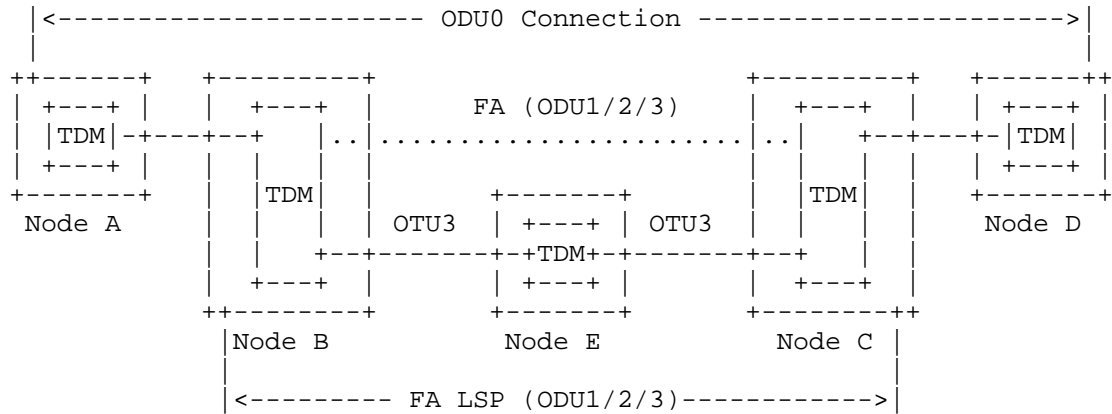 ODU0 Connection
FA (ODU1/2/3)
TDM TDM
TDM TDM
Node A OTU3 OTU3 Node D
TDM
Node B Node E Node C
FA LSP (ODU1/2/3)